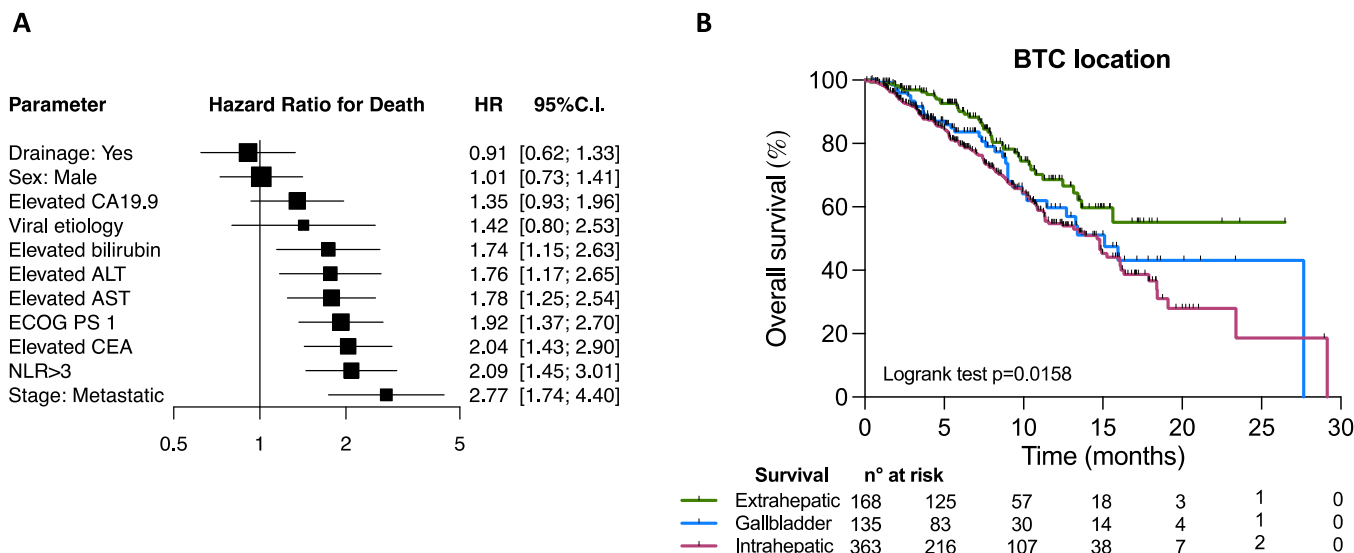 A
Parameter Hazard Ratio for Death HR 95%C.I.
Drainage: Yes 0.91 [0.62; 1.33]
Sex: Male 1.01 [0.73; 1.41]
Elevated CA19.9 1.35 [0.93; 1.96]
Viral etiology 1.42 [0.80; 2.53]
Elevated bilirubin 1.74 [1.15; 2.63]
Elevated ALT 1.76 [1.17; 2.65]
Elevated AST 1.78 [1.25; 2.54]
ECOG PS 1 1.92 [1.37; 2.70]
Elevated CEA 2.04 [1.43; 2.90]
NLR>3 2.09 [1.45; 3.01]
Stage: Metastatic 2.77 [1.74; 4.40]
0.5 1 2 5
B
BTC location
Overall survival (%)
100
80
60
40
20
0
Logrank test p=0.0158
0 5 10 15 20 25 30
Time (months)
Survival n° at risk
Extrahepatic 168 125 57 18 3 1 0
Gallbladder 135 83 30 14 4 1 0
Intrahepatic 363 216 107 38 7 2 0